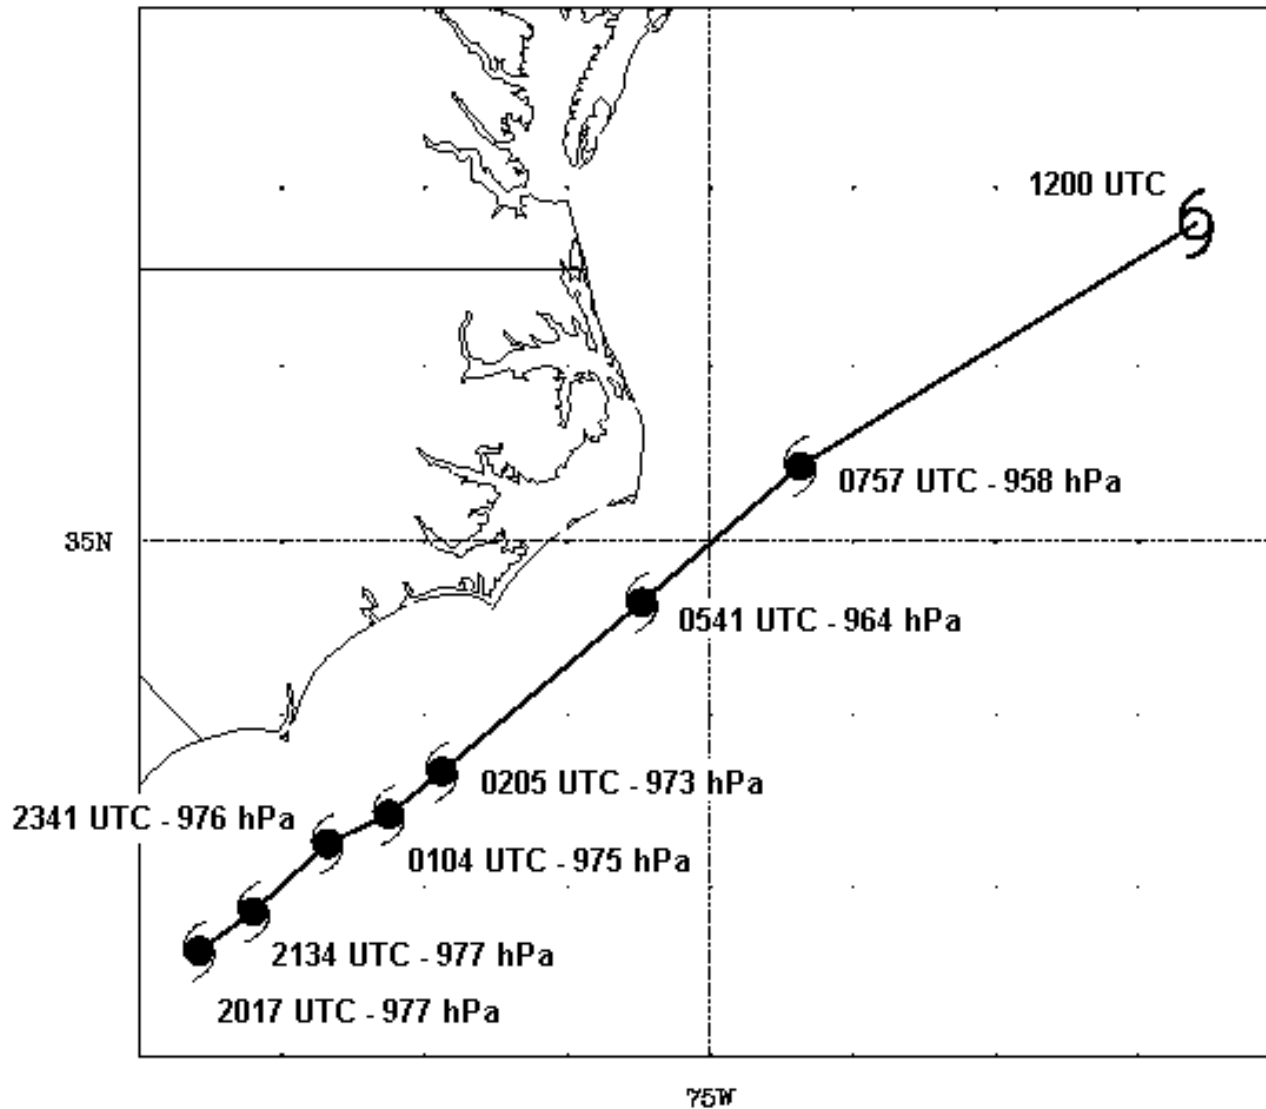 1200 UTC
0757 UTC - 958 hPa
35N
0541 UTC - 964 hPa
0205 UTC - 973 hPa
2341 UTC - 976 hPa
0104 UTC - 975 hPa
2134 UTC - 977 hPa
2017 UTC - 977 hPa
75W